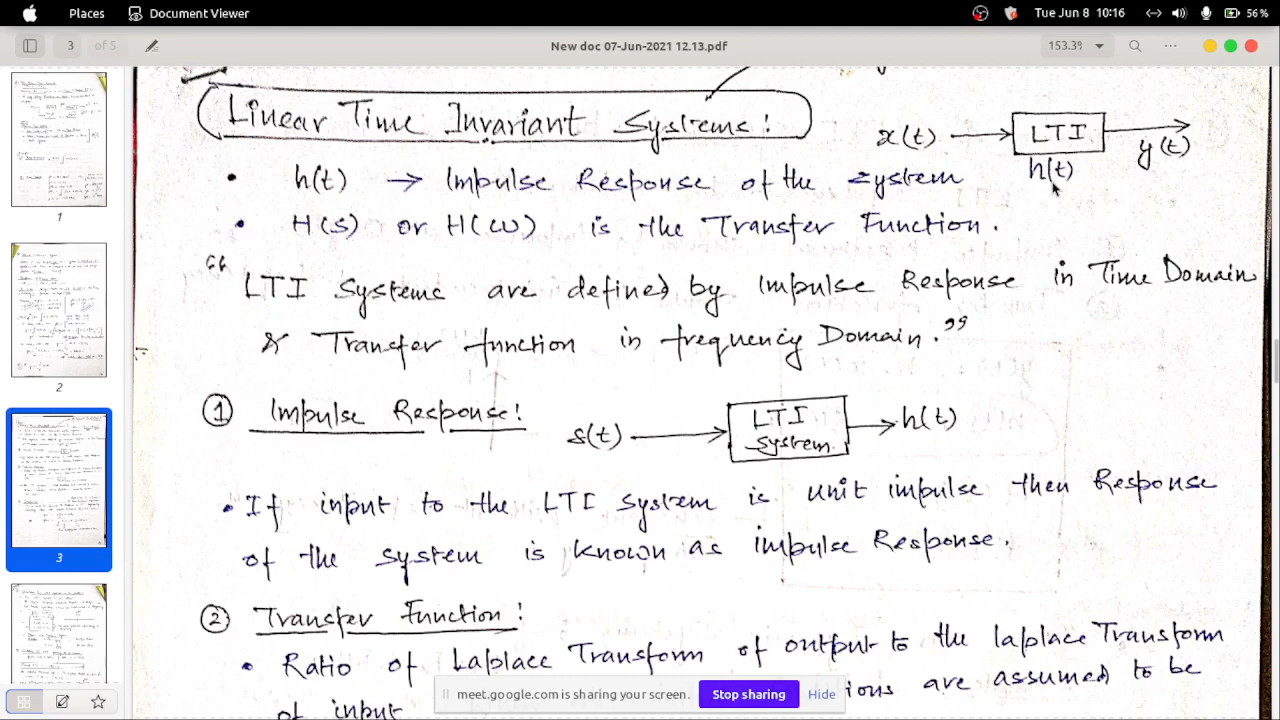 Places Document Viewer Tue Jun 8 10:16 56 %
3 of 5 New doc 07-Jun-2021 12.13.pdf 153.39
Linear Time Invariant Systems:
x(t) LTI y(t)
h(t)
• h(t) → Impulse Response of the system
• H(s) or H(ω) is the Transfer Function.
“ LTI Systems are defined by Impulse Response in Time Domain
& Transfer function in frequency Domain. ”
① Impulse Response:
δ(t) LTI System h(t)
• If input to the LTI system is unit impulse then Response
of the system is known as impulse Response.
② Transfer Function:
• Ratio of Laplace Transform of output to the laplace Transform
of input ions are assumed to be
meet.google.com is sharing your screen. Stop sharing Hide
1
2
3